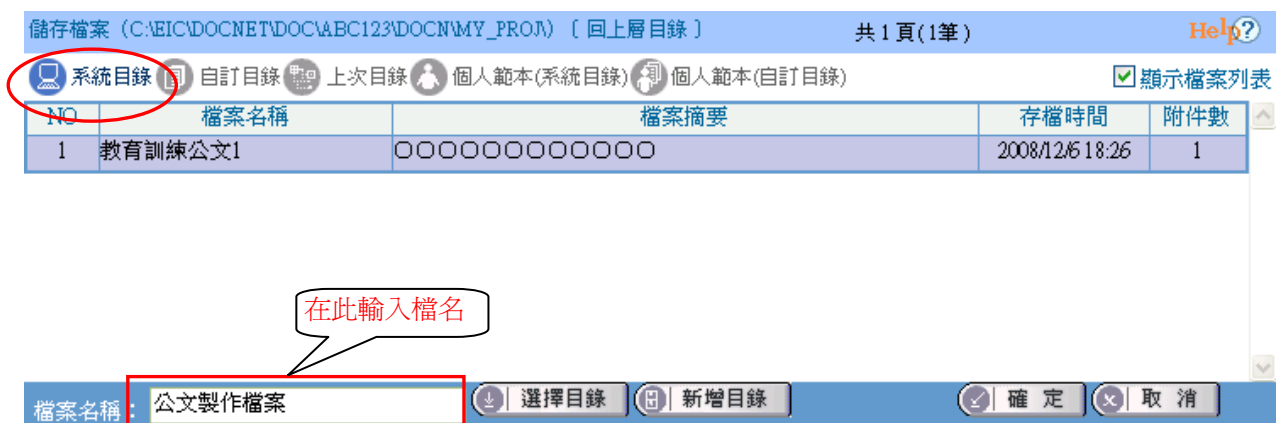 儲存檔案（C:\EIC\DOCNET\DOC\ABC123\DOCN\MY_PROJ\）〔回上層目錄〕 共1頁(1筆) Help?
系統目錄 自訂目錄 上次目錄 個人範本(系統目錄) 個人範本(自訂目錄) 顯示檔案列表
NO 檔案名稱 檔案摘要 存檔時間 附件數
1 教育訓練公文1 ○○○○○○○○○○○○ 2008/12/6 18:26 1
在此輸入檔名
檔案名稱： 公文製作檔案 選擇目錄 新增目錄 確定 取消